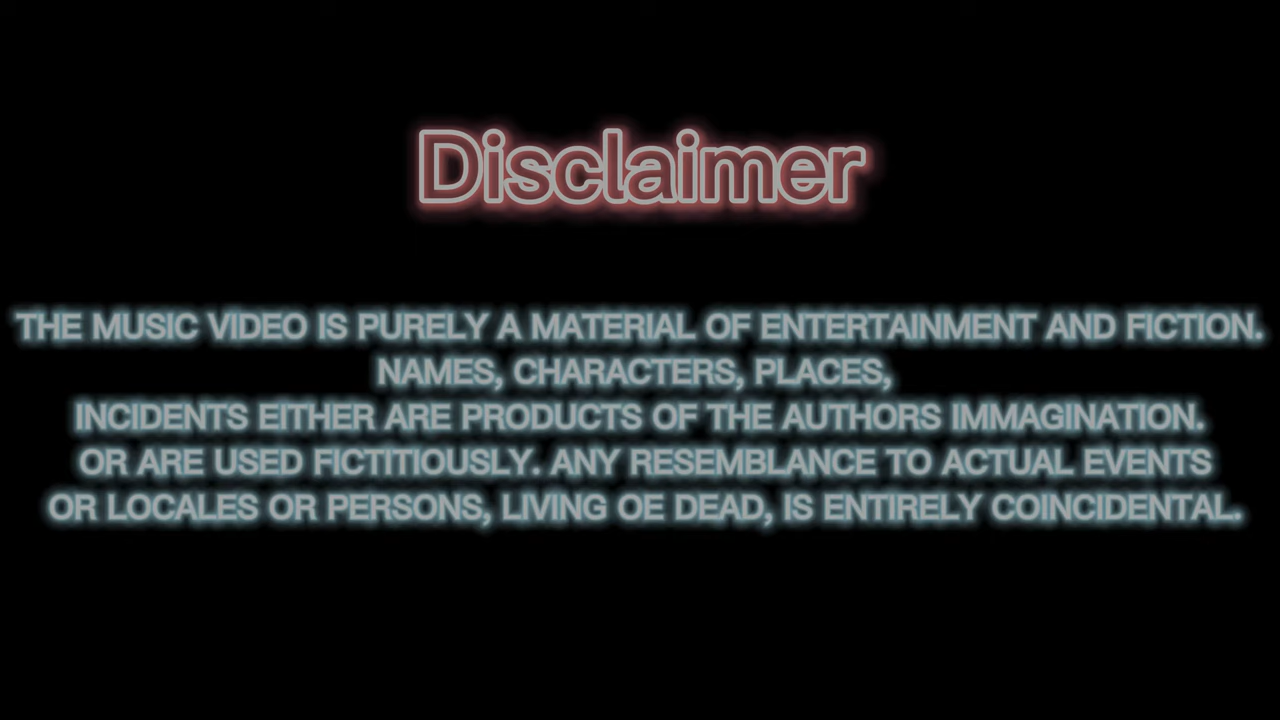 Disclaimer
THE MUSIC VIDEO IS PURELY A MATERIAL OF ENTERTAINMENT AND FICTION.
NAMES, CHARACTERS, PLACES,
INCIDENTS EITHER ARE PRODUCTS OF THE AUTHORS IMMAGINATION.
OR ARE USED FICTITIOUSLY. ANY RESEMBLANCE TO ACTUAL EVENTS
OR LOCALES OR PERSONS, LIVING OE DEAD, IS ENTIRELY COINCIDENTAL.